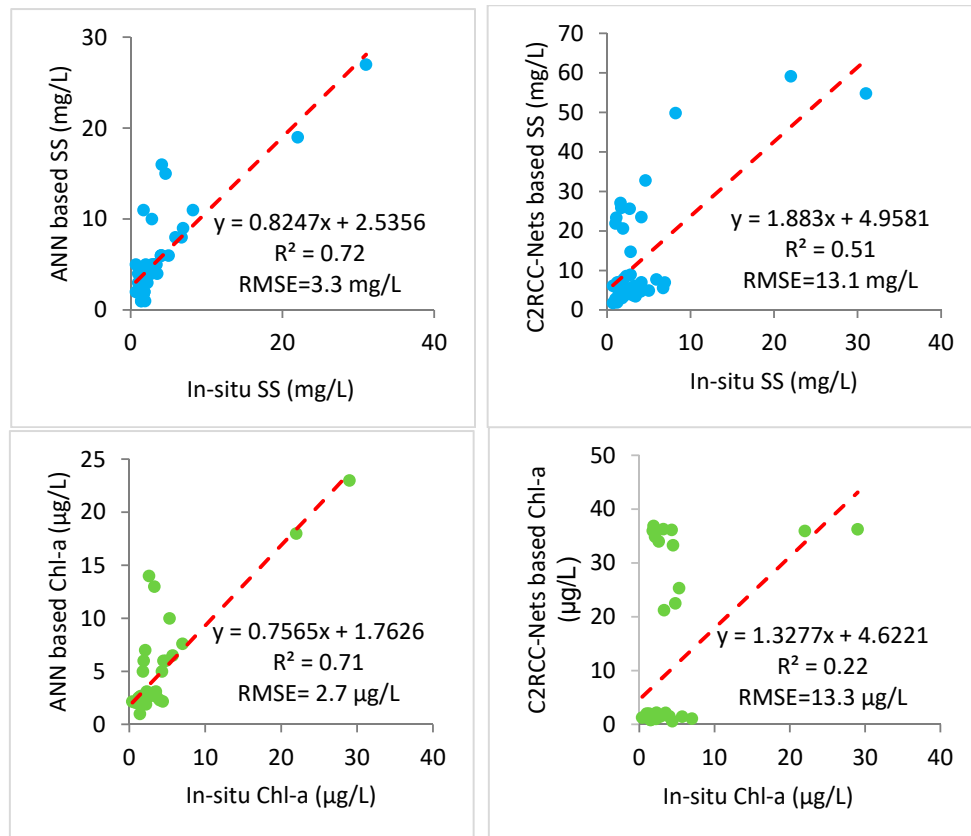 ANN based SS (mg/L)
30
20
10
0
0 10 20 30 40
y = 0.8247x + 2.5356
R² = 0.72
RMSE=3.3 mg/L
In-situ SS (mg/L)
C2RCC-Nets based SS (mg/L)
70
60
50
40
30
20
10
0
0 10 20 30 40
y = 1.883x + 4.9581
R² = 0.51
RMSE=13.1 mg/L
In-situ SS (mg/L)
ANN based Chl-a (µg/L)
25
20
15
10
5
0
0 10 20 30 40
y = 0.7565x + 1.7626
R² = 0.71
RMSE= 2.7 µg/L
In-situ Chl-a (µg/L)
C2RCC-Nets based Chl-a
(µg/L)
50
40
30
20
10
0
0 10 20 30 40
y = 1.3277x + 4.6221
R² = 0.22
RMSE=13.3 µg/L
In-situ Chl-a (µg/L)